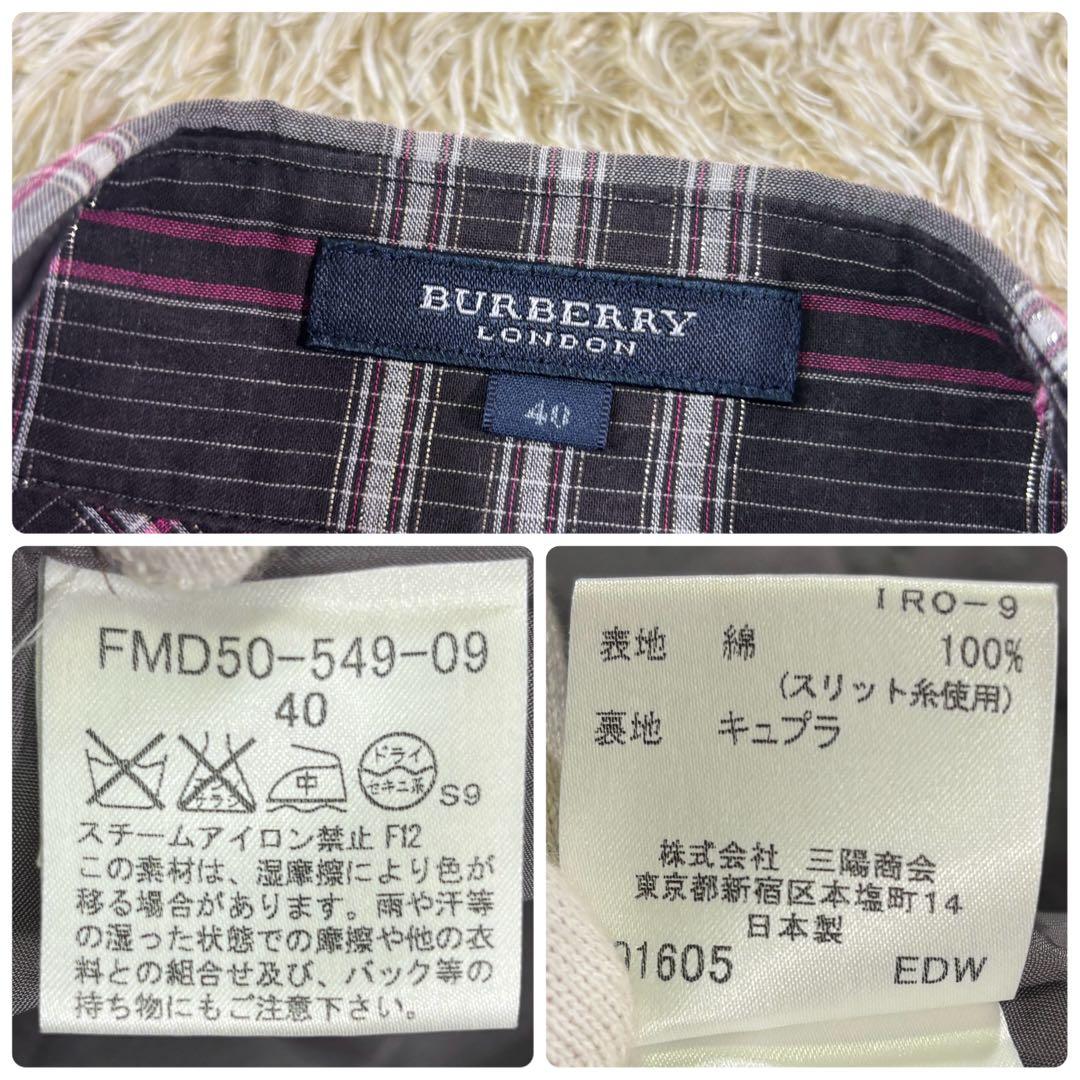 BURBERRY
LONDON
40
FMD50-549-09
40
エンソ
サラシ
中
ドライ
セキユ系
S9
スチームアイロン禁止 F12
この素材は、湿摩擦により色が
移る場合があります。雨や汗等
の湿った状態での摩擦や他の衣
料との組合せ及び、バック等の
持ち物にもご注意下さい。
IRO-9
表地 綿 100%
(スリット糸使用)
裏地 キュプラ
株式会社 三陽商会
東京都新宿区本塩町14
日本製
01605 EDW